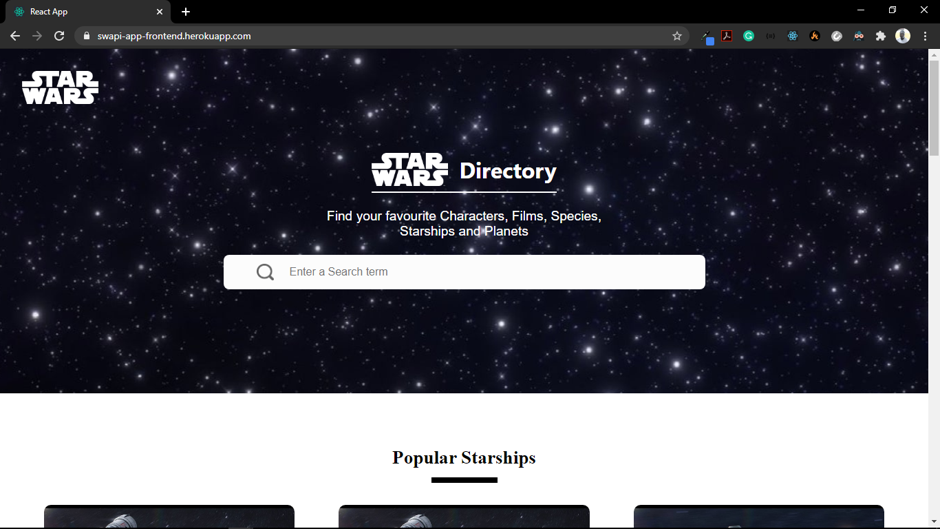 React App
swapi-app-frontend.herokuapp.com
STAR
WARS
STAR
WARS
Directory
Find your favourite Characters, Films, Species,
Starships and Planets
Enter a Search term
Popular Starships